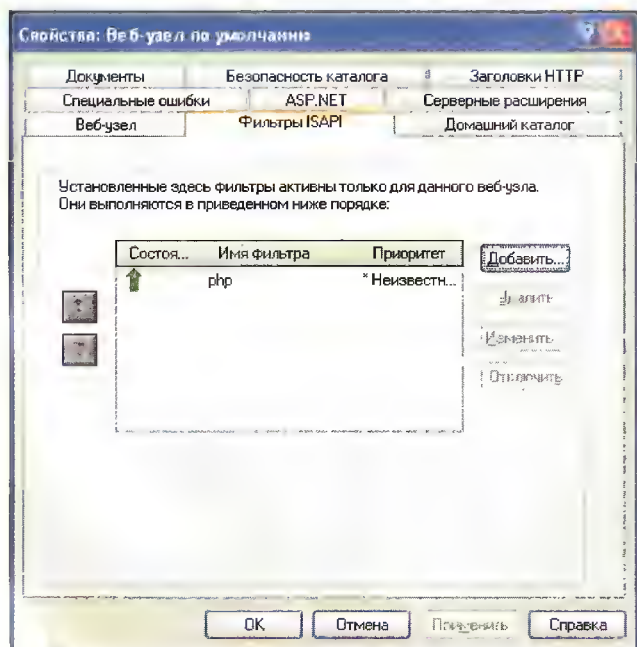 Свойства: Веб-узел по умолчанию
Документы Безопасность каталога Заголовки HTTP
Специальные ошибки ASP.NET Серверные расширения
Веб-узел Фильтры ISAPI Домашний каталог
Установленные здесь фильтры активны только для данного веб-узла.
Они выполняются в приведенном ниже порядке:
Состоя... Имя фильтра Приоритет
php * Неизвестн...
Добавить...
Удалить
Изменить
Отключить
OK Отмена Применить Справка